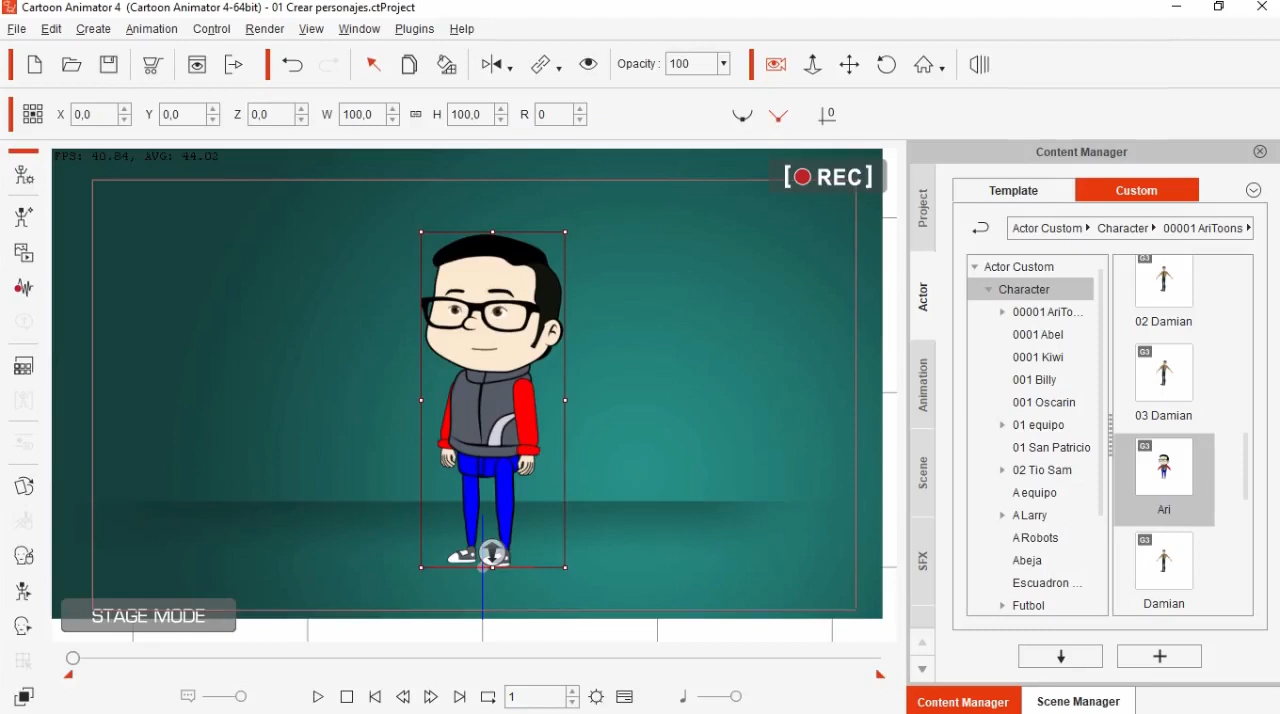 Cartoon Animator 4 (Cartoon Animator 4-64bit) - 01 Crear personajes.ctProject
File Edit Create Animation Control Render View Window Plugins Help
Opacity : 100
X 0,0 Y 0,0 Z 0,0 W 100,0 H 100,0 R 0
0
FPS: 40.84, AVG: 44.02
[ REC]
STAGE MODE
1
Content Manager
Project
Actor
Animation
Scene
SFX
Template Custom
Actor Custom Character 00001 AriToons
Actor Custom
Character
00001 AriTo...
0001 Abel
0001 Kiwi
001 Billy
001 Oscarin
01 equipo
01 San Patricio
02 Tio Sam
A equipo
A Larry
A Robots
Abeja
Escuadron ...
Futbol
G3
02 Damian
G3
03 Damian
G3
Ari
G3
Damian
Content Manager Scene Manager